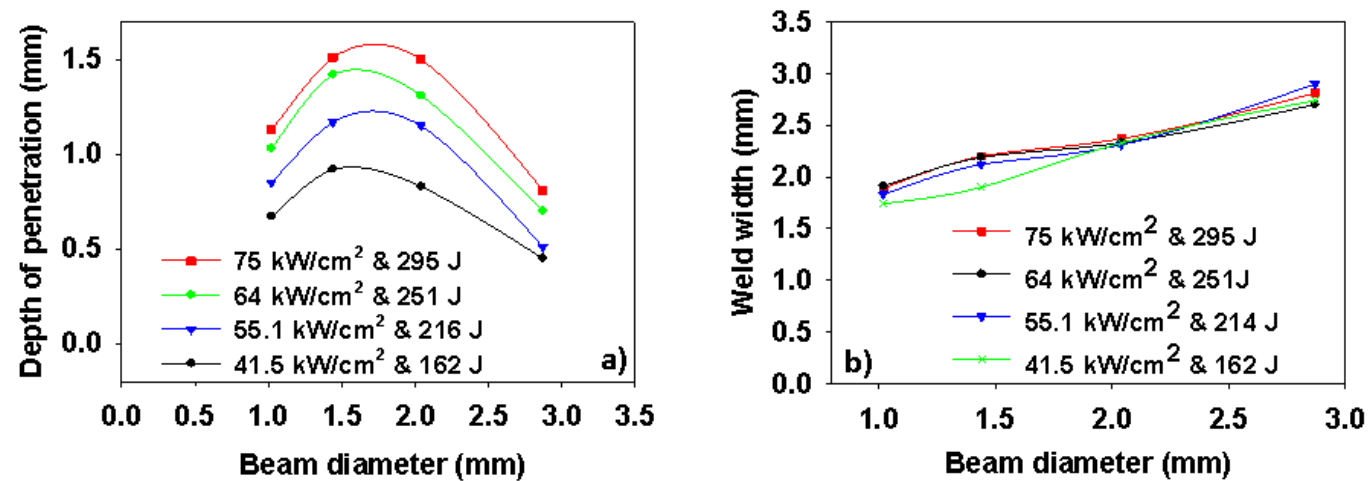 Depth of penetration (mm)
1.5
1.0
0.5
0.0
75 kW/cm² & 295 J
64 kW/cm² & 251 J
55.1 kW/cm² & 216 J
41.5 kW/cm² & 162 J
a)
0.0 0.5 1.0 1.5 2.0 2.5 3.0 3.5
Beam diameter (mm)
Weld width (mm)
3.5
3.0
2.5
2.0
1.5
1.0
0.5
0.0
75 kW/cm² & 295 J
64 kW/cm² & 251J
55.1 kW/cm² & 214 J
41.5 kW/cm² & 162 J
b)
1.0 1.5 2.0 2.5 3.0
Beam diameter (mm)